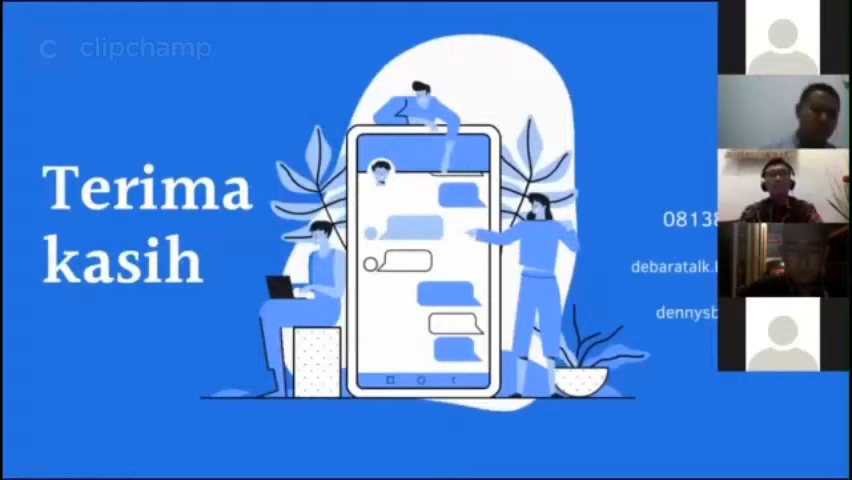 clipchamp
Terima
kasih
08138
debaratalk.
dennysb